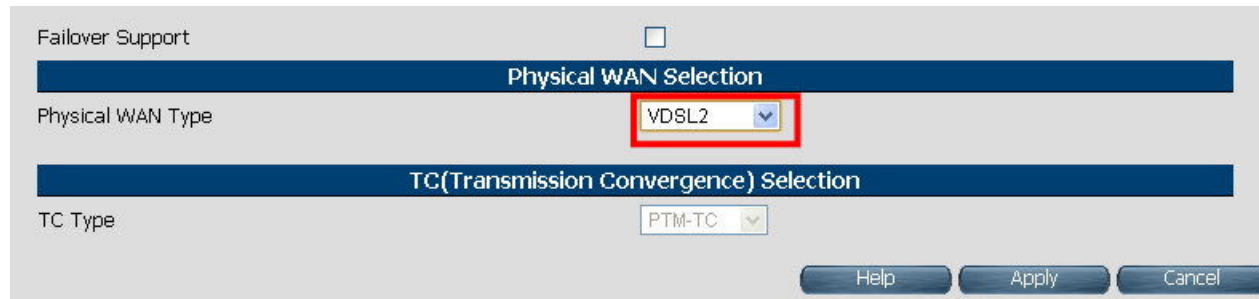 Failover Support
Physical WAN Selection
Physical WAN Type VDSL2
TC(Transmission Convergence) Selection
TC Type PTM-TC
Help Apply Cancel